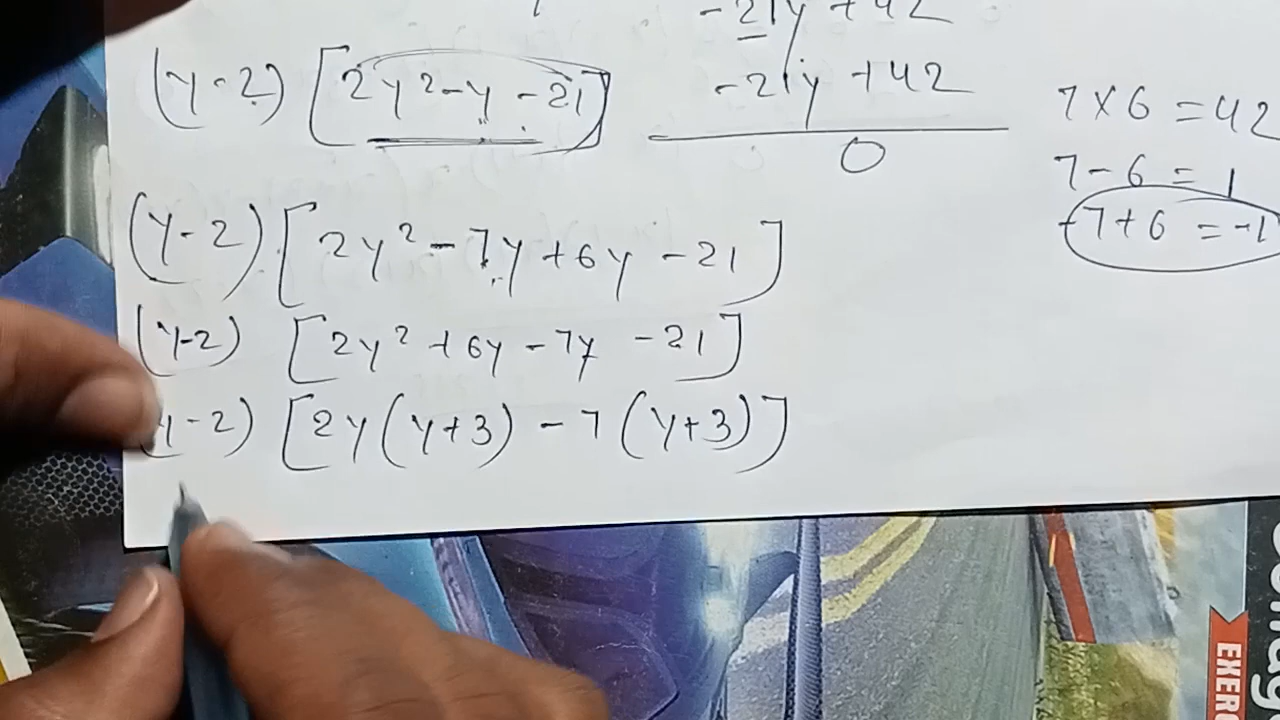 -21y + 42
(y-2) [2y²-y-21]
-21y + 42
0
7 × 6 = 42
7 - 6 = 1
-7+6 = -1
(y-2) [2y² - 7y + 6y - 21]
(y-2) [2y² + 6y - 7y - 21]
y-2) [2y(y+3) - 7(y+3)]
EXER